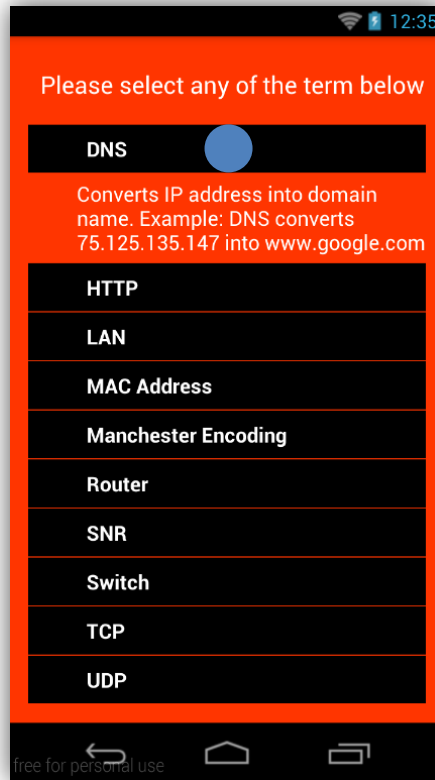 12:35
Please select any of the term below
DNS
Converts IP address into domain
name. Example: DNS converts
75.125.135.147 into www.google.com
HTTP
LAN
MAC Address
Manchester Encoding
Router
SNR
Switch
TCP
UDP
free for personal use